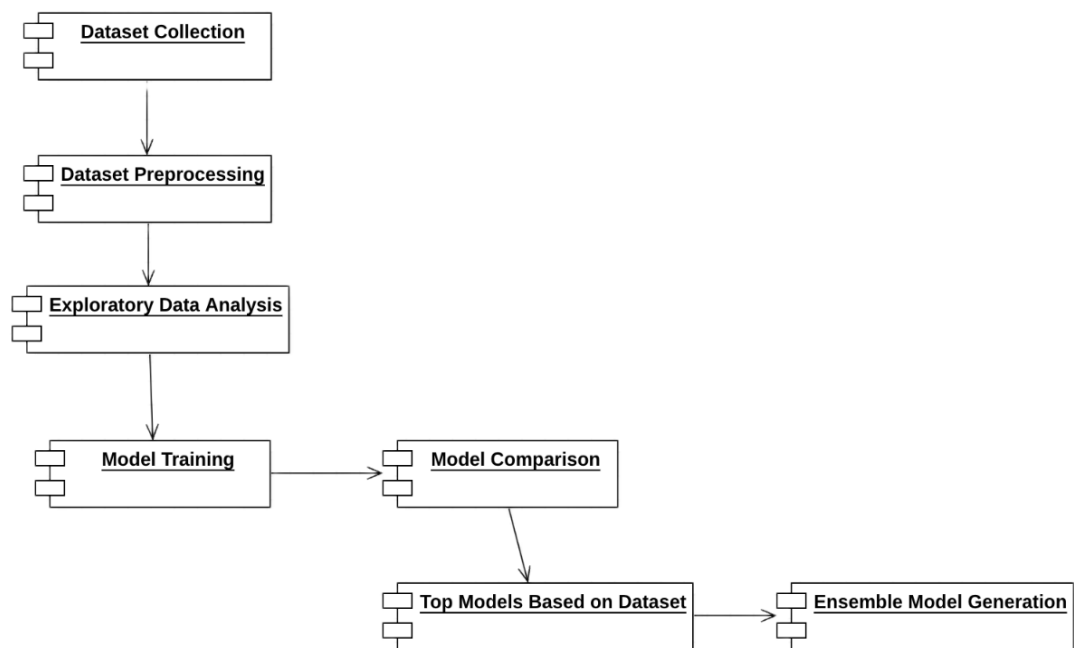 Dataset Collection
Dataset Preprocessing
Exploratory Data Analysis
Model Training
Model Comparison
Top Models Based on Dataset
Ensemble Model Generation